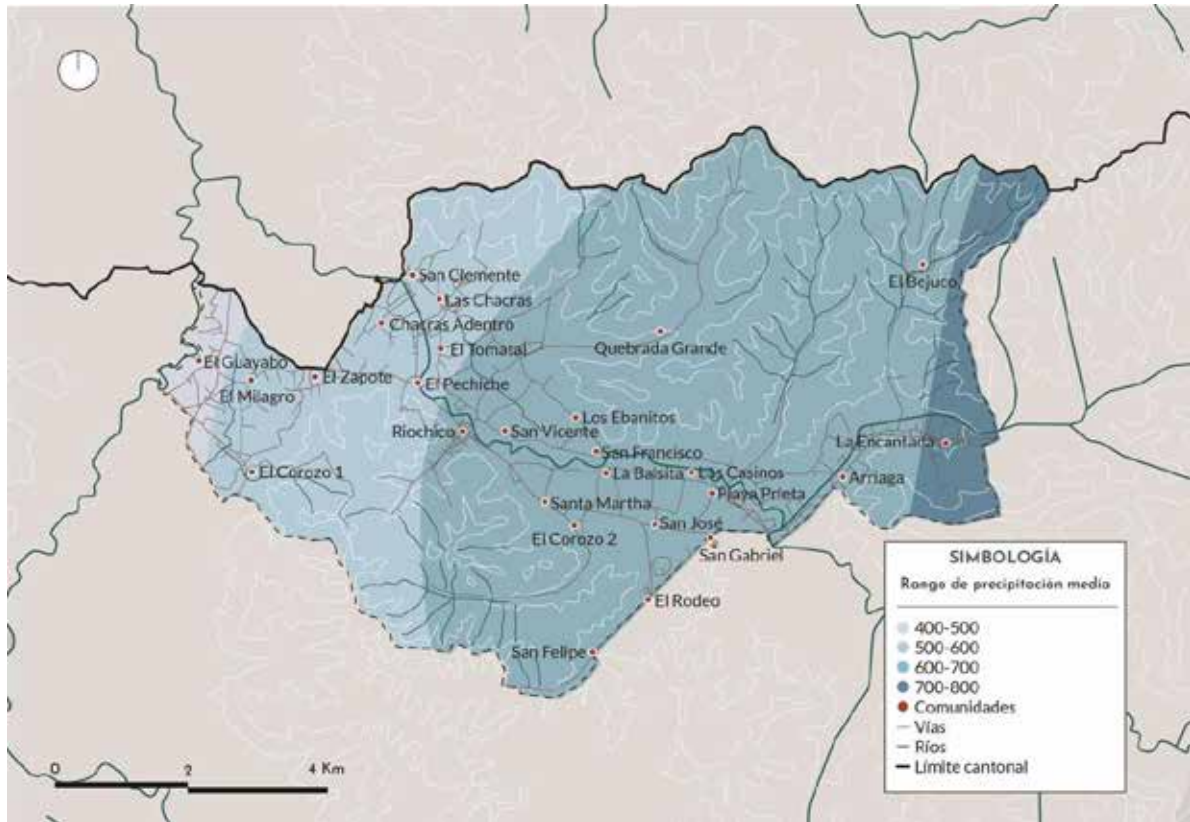 San Clemente
Las Chacras
Chacras Adentro
El Tomasal
El Guayabo
El Zapote
El Milagro
El Pechiche
Quebrada Grande
El Bejuco
Los Ebanitos
Riochico
San Vicente
San Francisco
La Encantada
El Corozo 1
La Balsita
Las Casinos
Arriaga
Playa Prieta
Santa Martha
San José
El Corozo 2
San Gabriel
El Rodeo
San Felipe
SIMBOLOGÍA
Rango de precipitación media
400-500
500-600
600-700
700-800
Comunidades
Vías
Ríos
Límite cantonal
0 2 4 Km